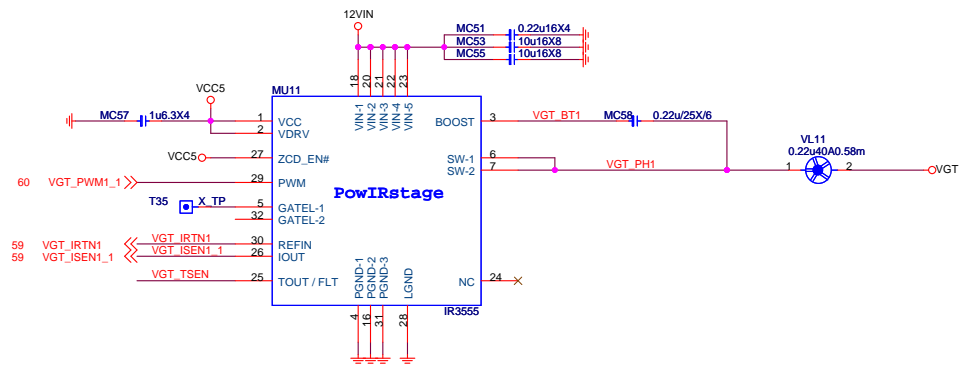 12VIN
MC51 0.22u16X4
MC53 10u16X8
MC55 10u16X8
18 20 21 22 23
MU11
VCC5
MC57 1u6.3X4
1 VCC
2 VDRV
VIN-1 VIN-2 VIN-3 VIN-4 VIN-5
BOOST 3 VGT_BT1 MC58 0.22u/25X/6
VL11
0.22u40A0.58m
VCC5 27 ZCD_EN#
SW-1 6
SW-2 7 VGT_PH1 1 2 VGT
60 VGT_PWM1_1 29 PWM
PowIRstage
T35 X_TP 5 GATEL-1
32 GATEL-2
59 VGT_IRTN1 VGT_IRTN1 30 REFIN
59 VGT_ISEN1_1 VGT_ISEN1_1 26 IOUT
VGT_TSEN 25 TOUT / FLT
PGND-1 PGND-2 PGND-3 LGND
NC 24
IR3555
4 16 31 28